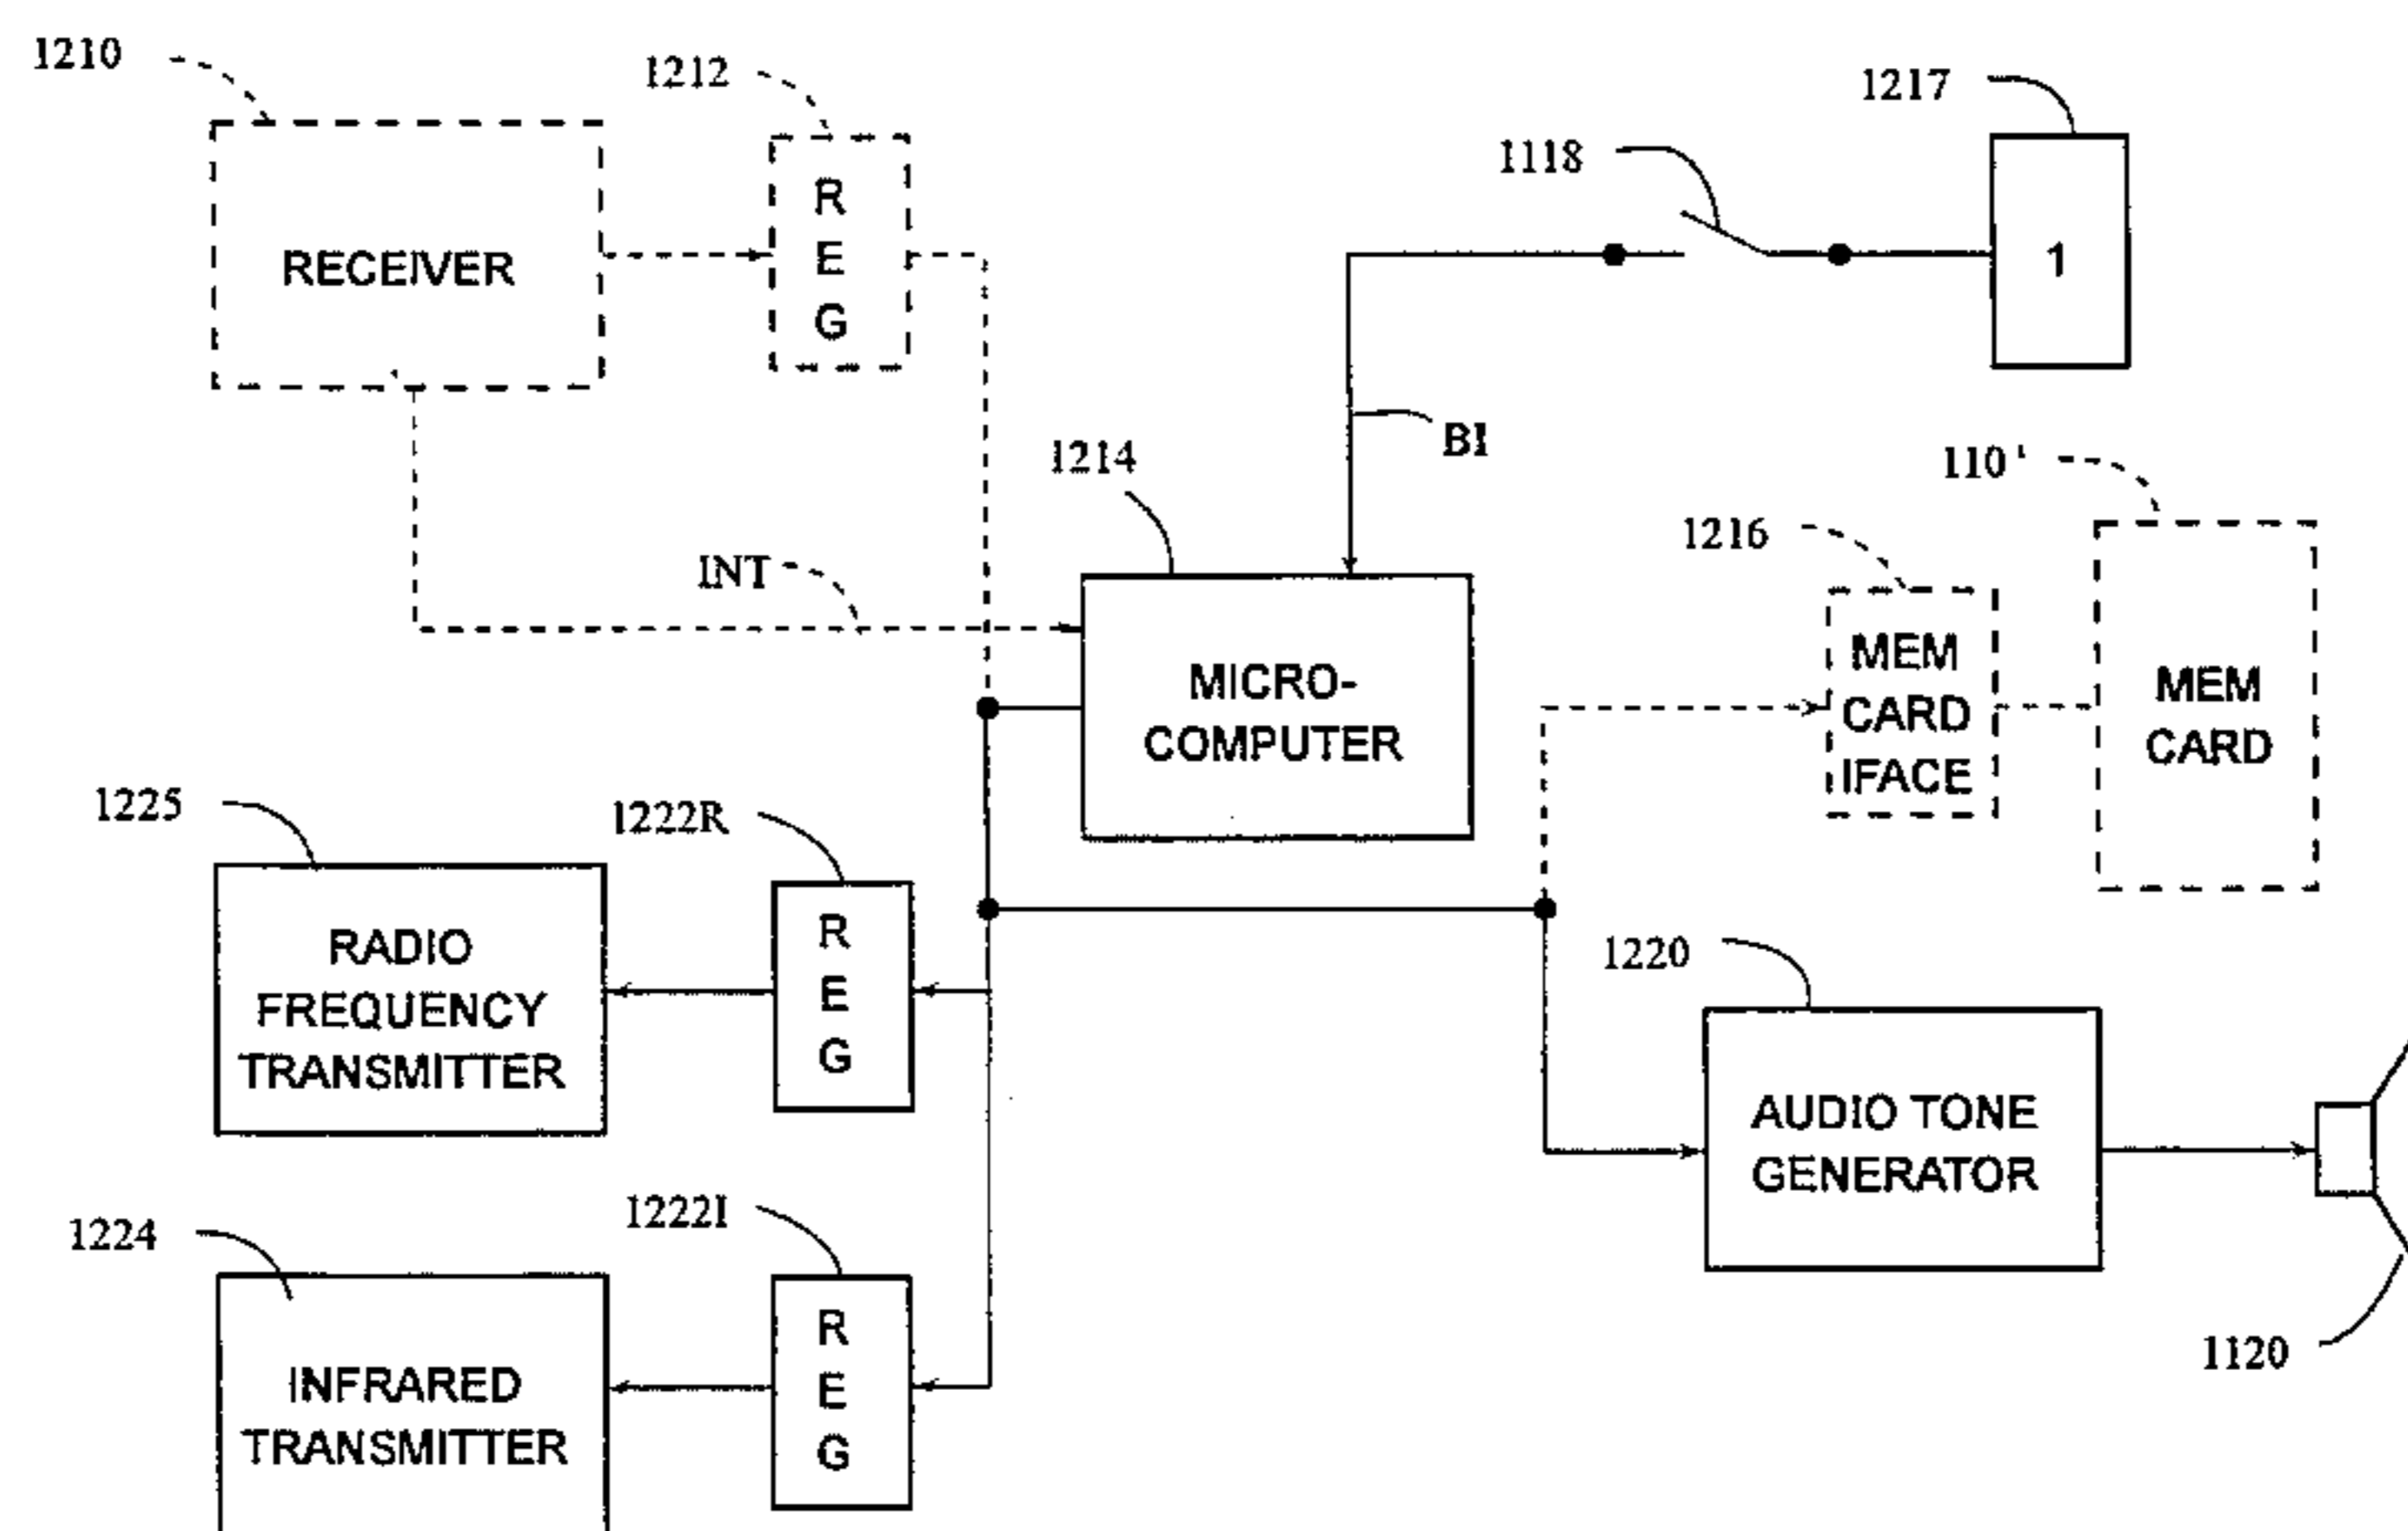 1210
1212
1217
1118
RECEIVER
R
E
G
1
BI
1214
110'
1216
INT
MICRO-
COMPUTER
MEM
CARD
IFACE
MEM
CARD
1225
1222R
RADIO
FREQUENCY
TRANSMITTER
R
E
G
1220
AUDIO TONE
GENERATOR
1224
1222I
1120
INFRARED
TRANSMITTER
R
E
G